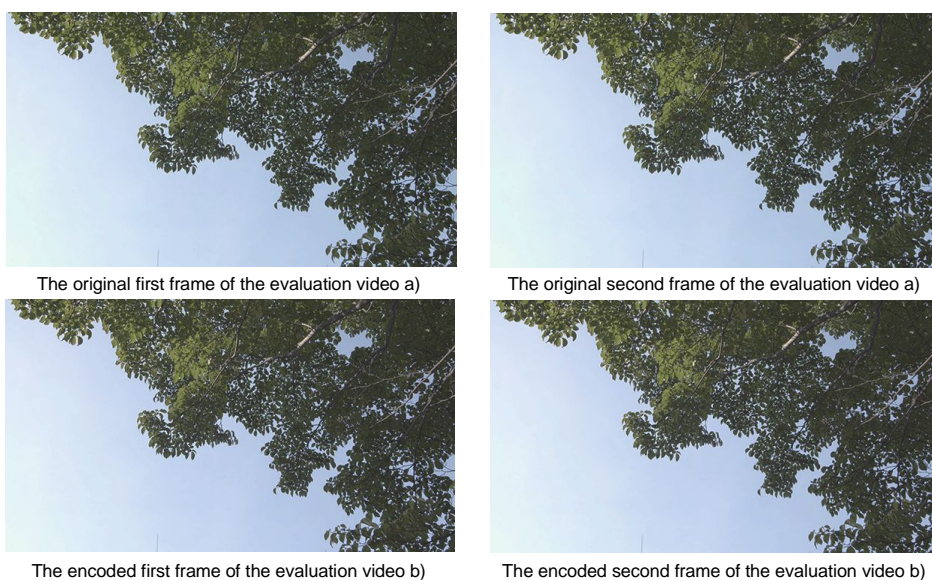 The original first frame of the evaluation video a)
The original second frame of the evaluation video a)
The encoded first frame of the evaluation video b)
The encoded second frame of the evaluation video b)